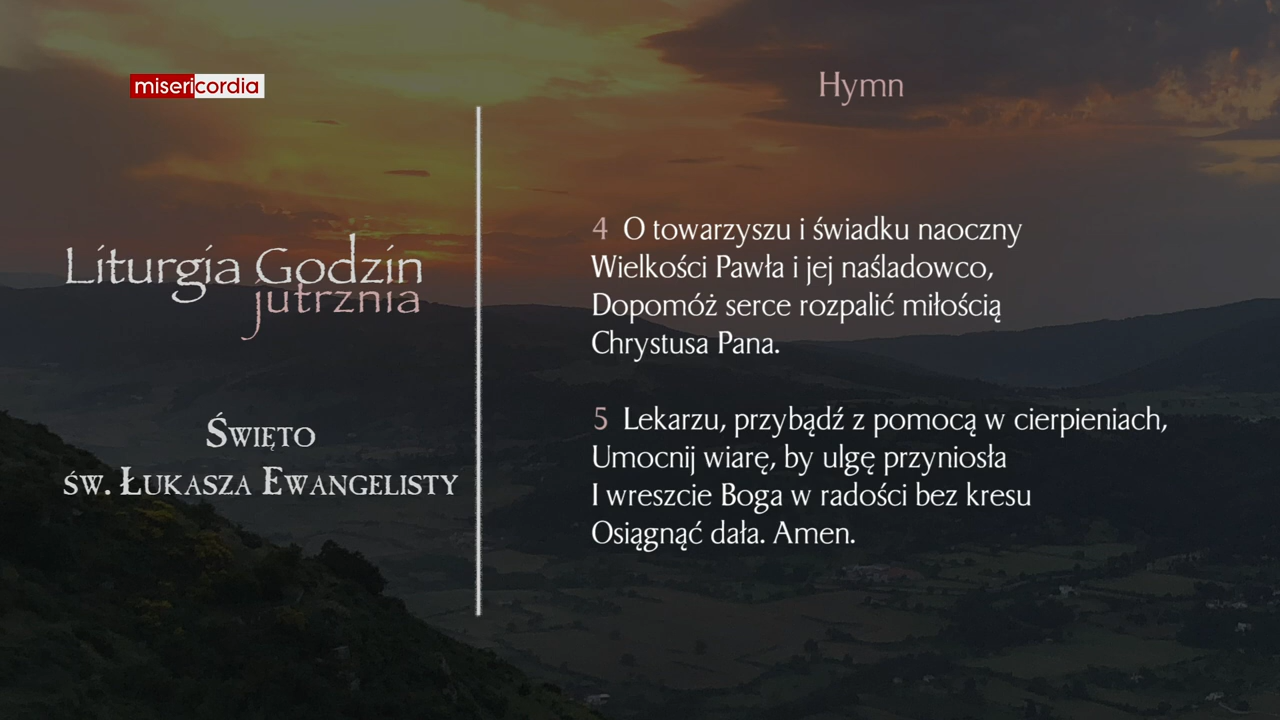 misericordia
Liturgia Godzin
jutrznia
Święto
św. Łukasza Ewangelisty
Hymn
4 O towarzyszu i świadku naoczny
Wielkości Pawła i jej naśladowco,
Dopomóż serce rozpalić miłością
Chrystusa Pana.
5 Lekarzu, przybądź z pomocą w cierpieniach,
Umocnij wiarę, by ulgę przyniosła
I wreszcie Boga w radości bez kresu
Osiągnąć dała. Amen.